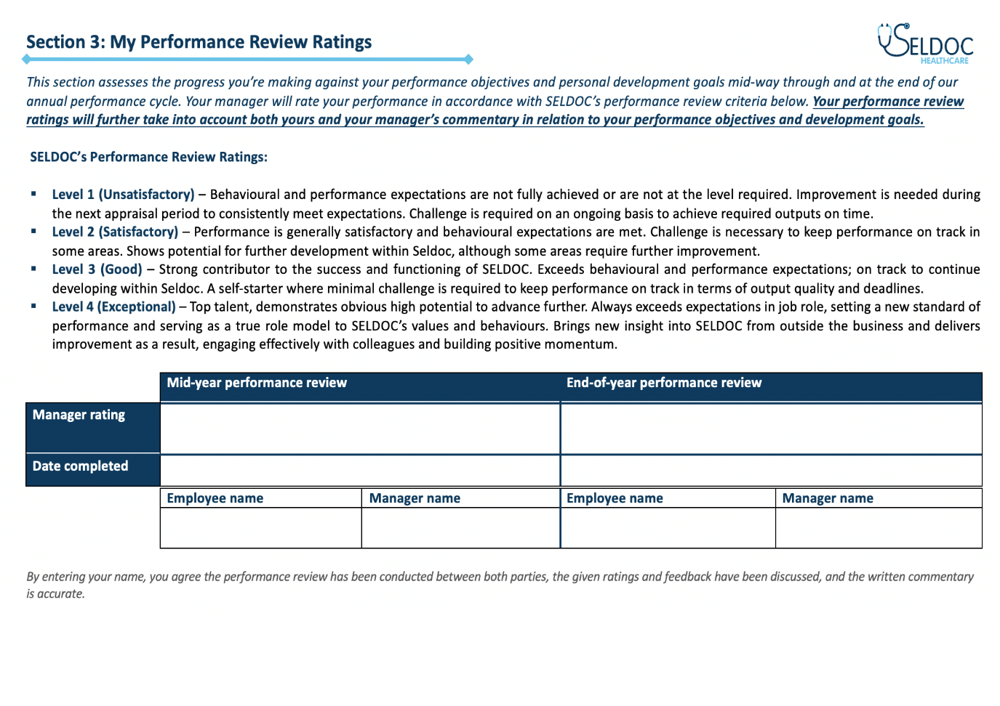 Section 3: My Performance Review Ratings
SELDOC
HEALTHCARE
This section assesses the progress you’re making against your performance objectives and personal development goals mid-way through and at the end of our
annual performance cycle. Your manager will rate your performance in accordance with SELDOC’s performance review criteria below. Your performance review
ratings will further take into account both yours and your manager’s commentary in relation to your performance objectives and development goals.
SELDOC’s Performance Review Ratings:
▪ Level 1 (Unsatisfactory) – Behavioural and performance expectations are not fully achieved or are not at the level required. Improvement is needed during
the next appraisal period to consistently meet expectations. Challenge is required on an ongoing basis to achieve required outputs on time.
▪ Level 2 (Satisfactory) – Performance is generally satisfactory and behavioural expectations are met. Challenge is necessary to keep performance on track in
some areas. Shows potential for further development within Seldoc, although some areas require further improvement.
▪ Level 3 (Good) – Strong contributor to the success and functioning of SELDOC. Exceeds behavioural and performance expectations; on track to continue
developing within Seldoc. A self-starter where minimal challenge is required to keep performance on track in terms of output quality and deadlines.
▪ Level 4 (Exceptional) – Top talent, demonstrates obvious high potential to advance further. Always exceeds expectations in job role, setting a new standard of
performance and serving as a true role model to SELDOC’s values and behaviours. Brings new insight into SELDOC from outside the business and delivers
improvement as a result, engaging effectively with colleagues and building positive momentum.
Mid-year performance review End-of-year performance review
Manager rating
Date completed
Employee name Manager name Employee name Manager name
By entering your name, you agree the performance review has been conducted between both parties, the given ratings and feedback have been discussed, and the written commentary
is accurate.